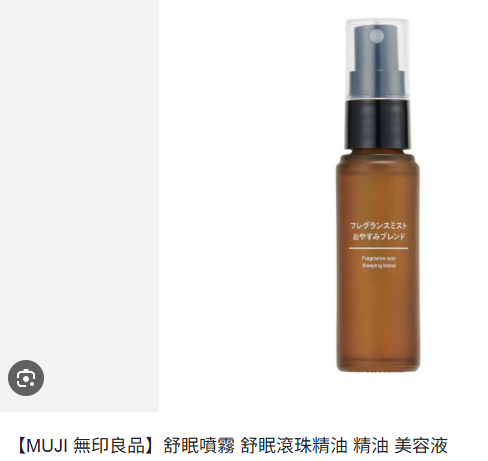 フレグランスミスト
おやすみブレンド
Fragrance mist
Sleeping blend
【MUJI 無印良品】舒眠噴霧 舒眠滾珠精油 精油 美容液